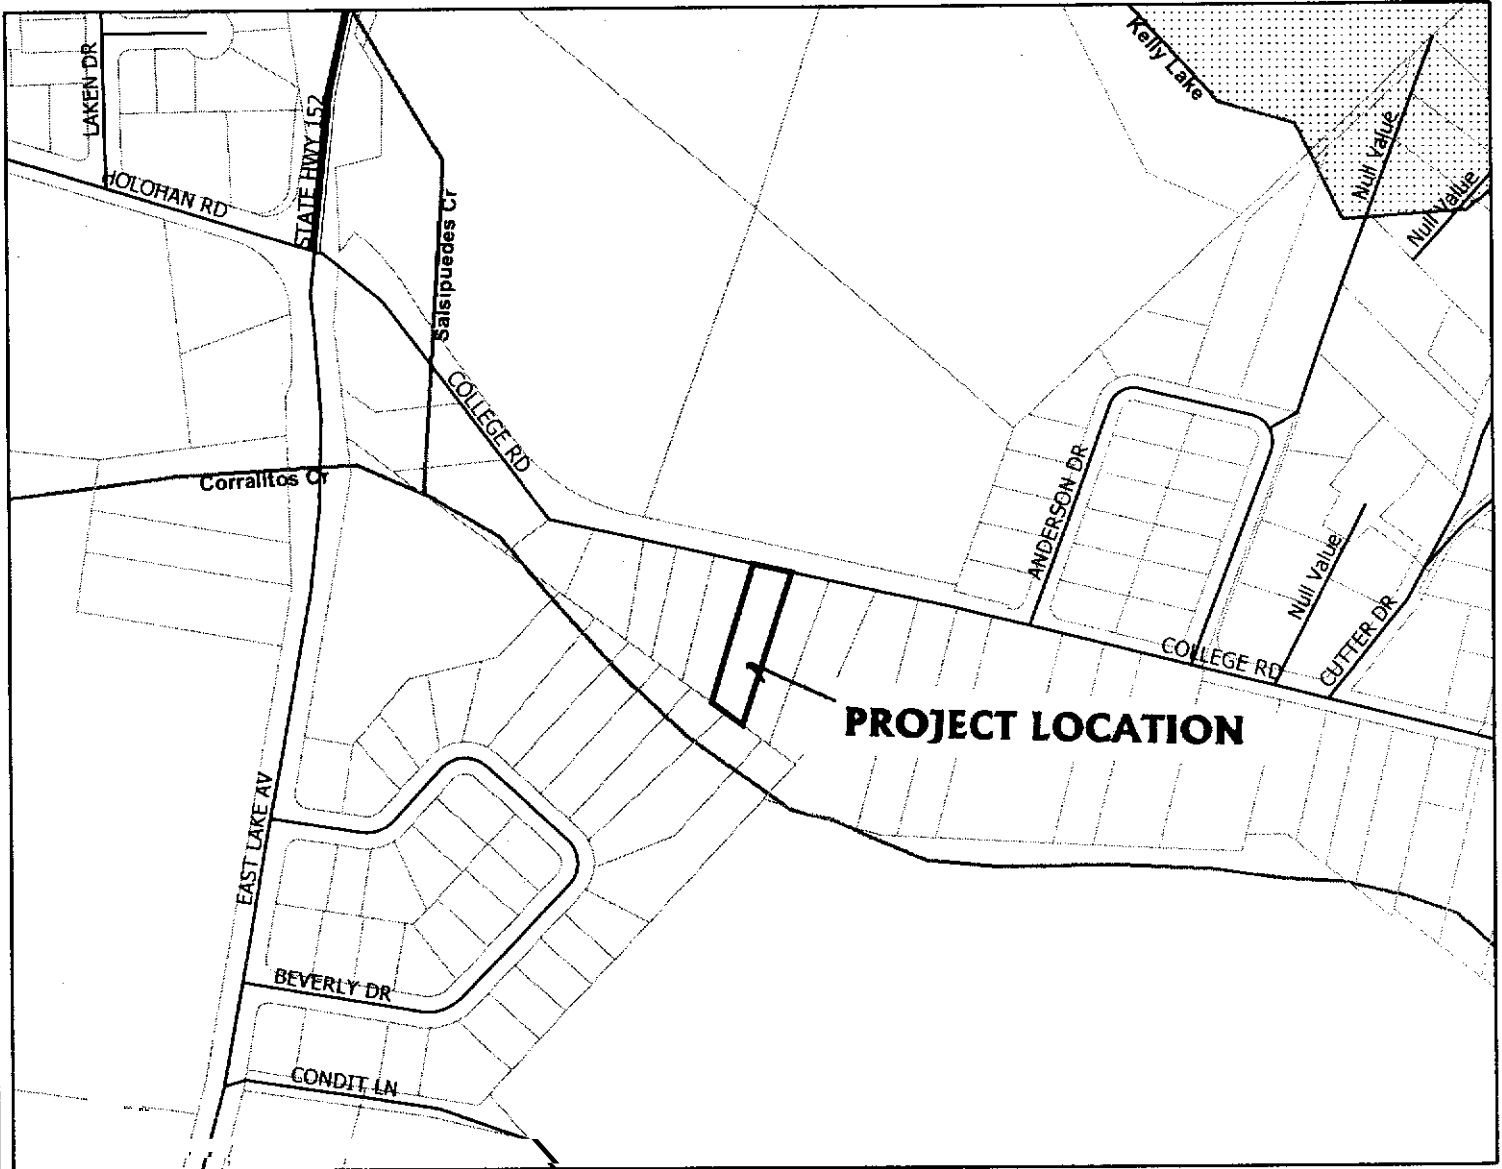 Kelly Lake
LAKEN DR
STATE HWY 152
HOLOHAN RD
Null Value
Null Value
Salsipuedes Cr
COLLEGE RD
Corralitos Cr
ANDERSON DR
Null Value
CUTTER DR
COLLEGE RD
PROJECT LOCATION
EAST LAKE AV
BEVERLY DR
CONDIT LN